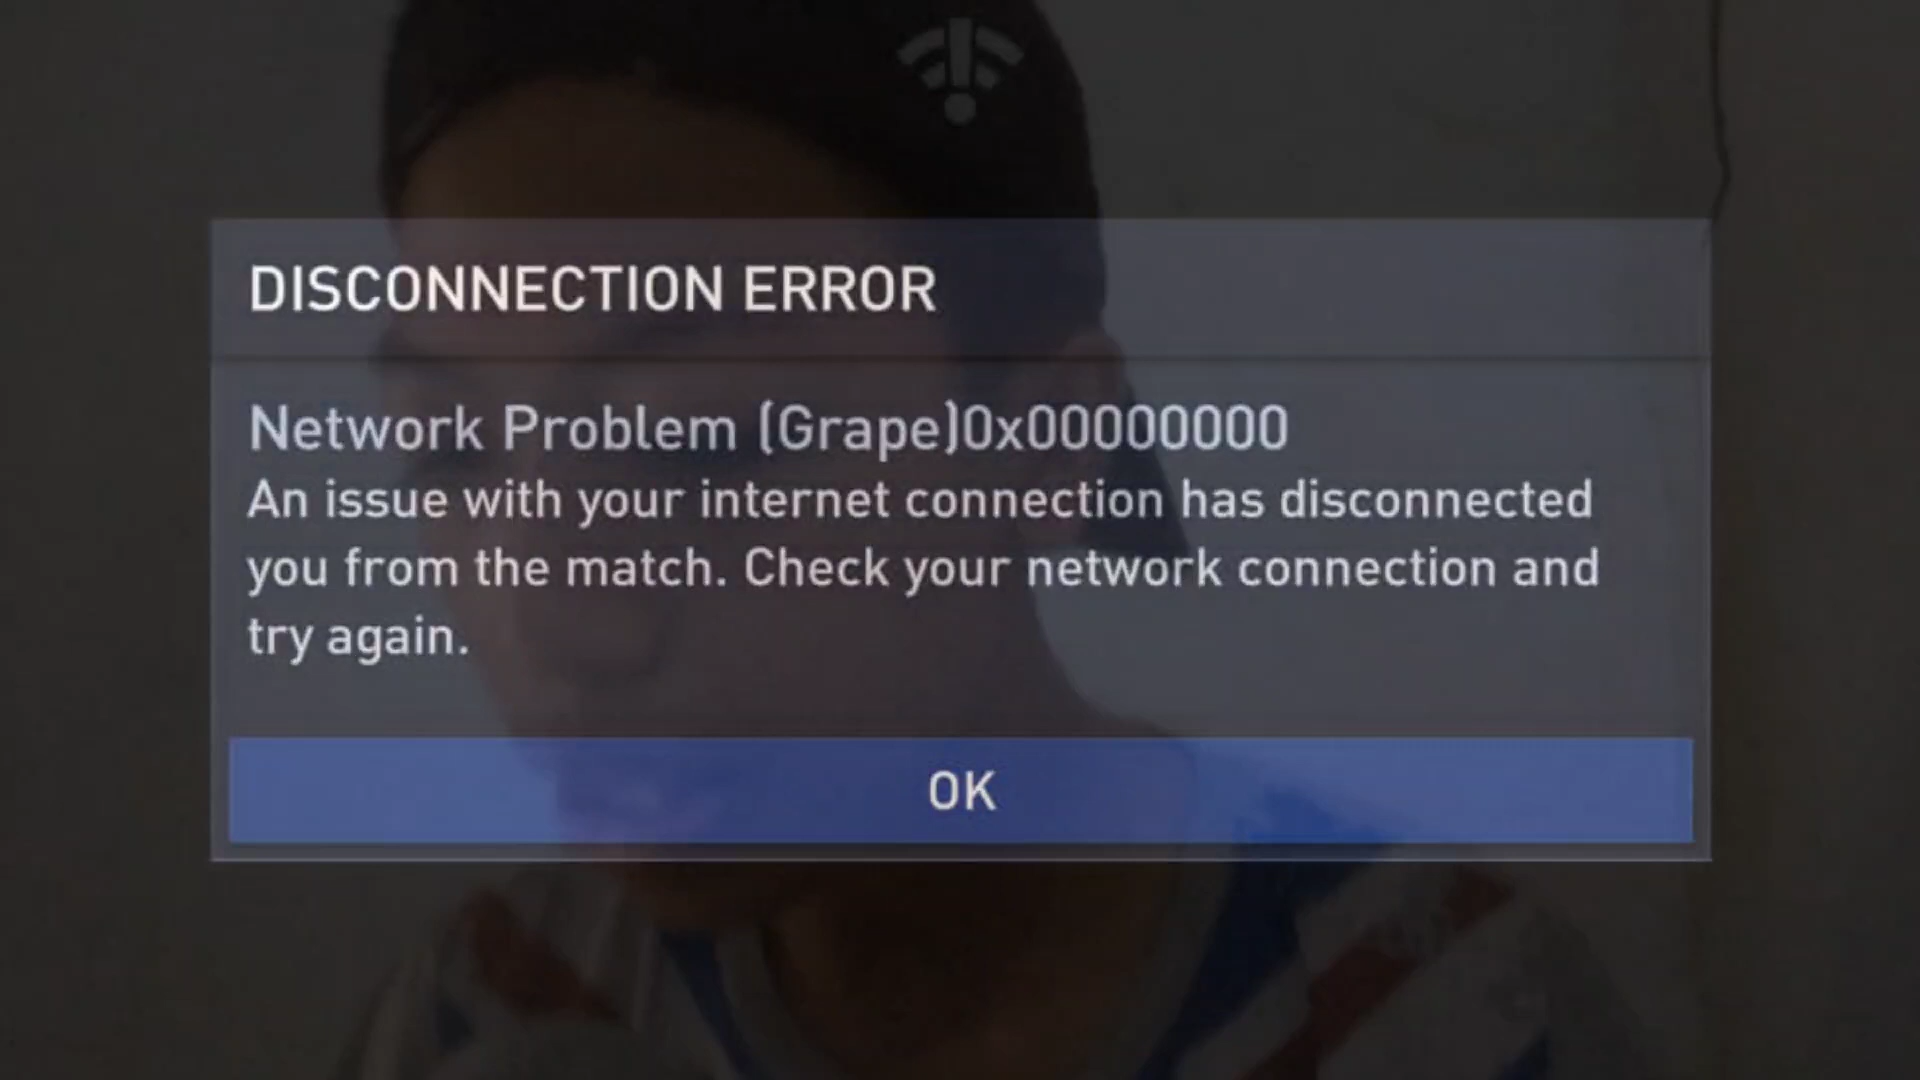 DISCONNECTION ERROR
Network Problem (Grape)0x00000000
An issue with your internet connection has disconnected
you from the match. Check your network connection and
try again.
OK